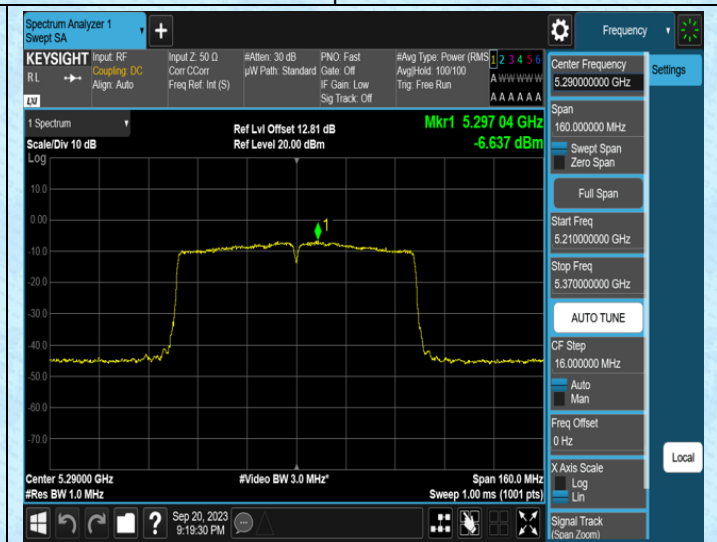 Spectrum Analyzer 1
Swept SA
+
Frequency
KEYSIGHT
RL
LXI
Input: RF
Coupling: DC
Align: Auto
Input Z: 50 Ω
Corr CCorr
Freq Ref: Int (S)
#Atten: 30 dB
µW Path: Standard
PNO: Fast
Gate: Off
IF Gain: Low
Sig Track: Off
#Avg Type: Power (RMS
Avg|Hold: 100/100
Trig: Free Run
1 2 3 4 5 6
A W W W W W
A A A A A A
1 Spectrum
Scale/Div 10 dB
Log
Ref Lvl Offset 12.81 dB
Ref Level 20.00 dBm
Mkr1 5.297 04 GHz
-6.637 dBm
10.0
0.00
-10.0
-20.0
-30.0
-40.0
-50.0
-60.0
-70.0
1
Center 5.29000 GHz
#Res BW 1.0 MHz
#Video BW 3.0 MHz*
Span 160.0 MHz
Sweep 1.00 ms (1001 pts)
?
Sep 20, 2023
9:19:30 PM
Center Frequency
5.290000000 GHz
Span
160.000000 MHz
Swept Span
Zero Span
Full Span
Start Freq
5.210000000 GHz
Stop Freq
5.370000000 GHz
AUTO TUNE
CF Step
16.000000 MHz
Auto
Man
Freq Offset
0 Hz
X Axis Scale
Log
Lin
Signal Track
(Span Zoom)
Settings
Local